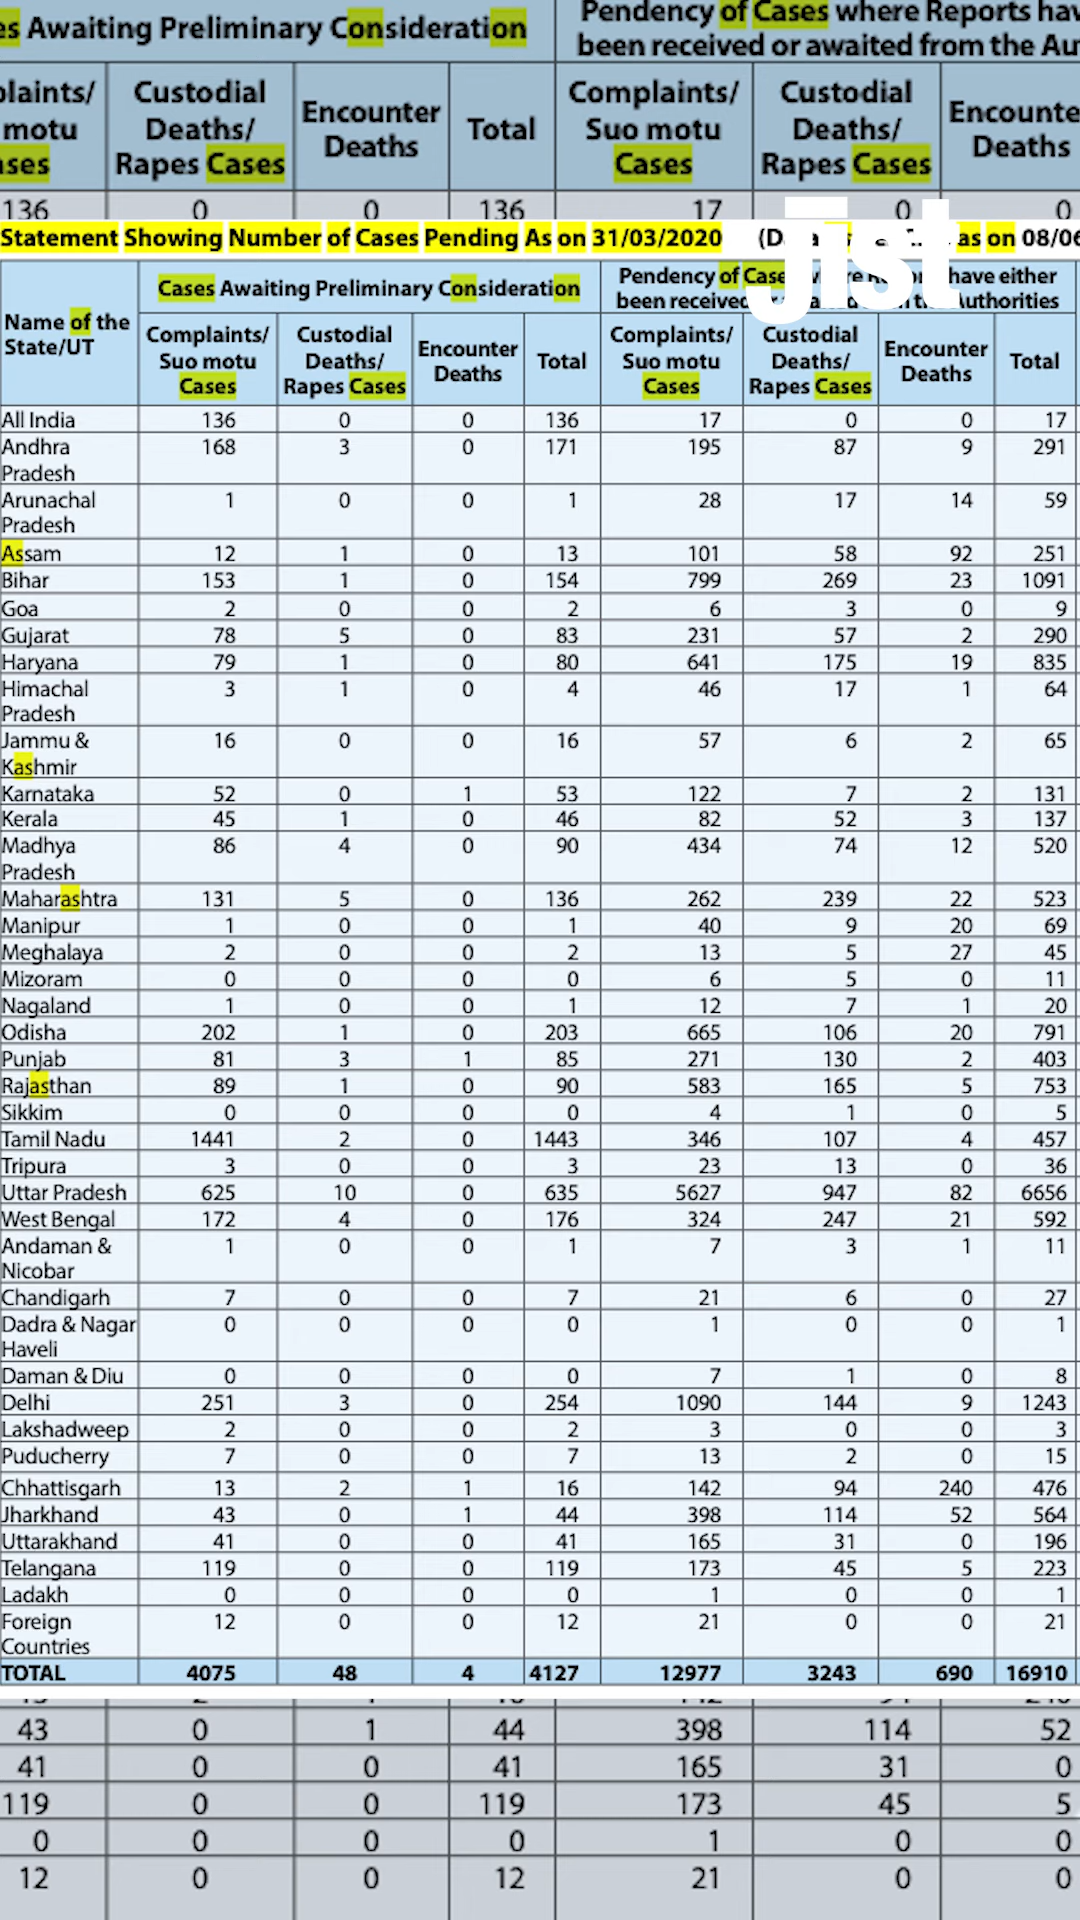 es Awaiting Preliminary Consideration
Pendency of Cases where Reports hav
been received or awaited from the Au
plaints/ motu ases
Custodial Deaths/ Rapes Cases
Encounter Deaths
Total
Complaints/ Suo motu Cases
Custodial Deaths/ Rapes Cases
Encounte Deaths
136 0 0 136 17 0 0
jist
Statement Showing Number of Cases Pending As on 31/03/2020 as on 08/06
Name of the State/UT
Cases Awaiting Preliminary Consideration
Pendency of Cases where have either
been received Authorities
Complaints/ Suo motu Cases
Custodial Deaths/ Rapes Cases
Encounter Deaths
Total
Complaints/ Suo motu Cases
Custodial Deaths/ Rapes Cases
Encounter Deaths
Total
All India 136 0 0 136 17 0 0 17
Andhra Pradesh 168 3 0 171 195 87 9 291
Arunachal Pradesh 1 0 0 1 28 17 14 59
Assam 12 1 0 13 101 58 92 251
Bihar 153 1 0 154 799 269 23 1091
Goa 2 0 0 2 6 3 0 9
Gujarat 78 5 0 83 231 57 2 290
Haryana 79 1 0 80 641 175 19 835
Himachal Pradesh 3 1 0 4 46 17 1 64
Jammu & Kashmir 16 0 0 16 57 6 2 65
Karnataka 52 0 1 53 122 7 2 131
Kerala 45 1 0 46 82 52 3 137
Madhya Pradesh 86 4 0 90 434 74 12 520
Maharashtra 131 5 0 136 262 239 22 523
Manipur 1 0 0 1 40 9 20 69
Meghalaya 2 0 0 2 13 5 27 45
Mizoram 0 0 0 0 6 5 0 11
Nagaland 1 0 0 1 12 7 1 20
Odisha 202 1 0 203 665 106 20 791
Punjab 81 3 1 85 271 130 2 403
Rajasthan 89 1 0 90 583 165 5 753
Sikkim 0 0 0 0 4 1 0 5
Tamil Nadu 1441 2 0 1443 346 107 4 457
Tripura 3 0 0 3 23 13 0 36
Uttar Pradesh 625 10 0 635 5627 947 82 6656
West Bengal 172 4 0 176 324 247 21 592
Andaman & Nicobar 1 0 0 1 7 3 1 11
Chandigarh 7 0 0 7 21 6 0 27
Dadra & Nagar Haveli 0 0 0 0 1 0 0 1
Daman & Diu 0 0 0 0 7 1 0 8
Delhi 251 3 0 254 1090 144 9 1243
Lakshadweep 2 0 0 2 3 0 0 3
Puducherry 7 0 0 7 13 2 0 15
Chhattisgarh 13 2 1 16 142 94 240 476
Jharkhand 43 0 1 44 398 114 52 564
Uttarakhand 41 0 0 41 165 31 0 196
Telangana 119 0 0 119 173 45 5 223
Ladakh 0 0 0 0 1 0 0 1
Foreign Countries 12 0 0 12 21 0 0 21
TOTAL 4075 48 4 4127 12977 3243 690 16910
43 0 1 44 398 114 52
41 0 0 41 165 31 0
119 0 0 119 173 45 5
0 0 0 0 1 0 0
12 0 0 12 21 0 0